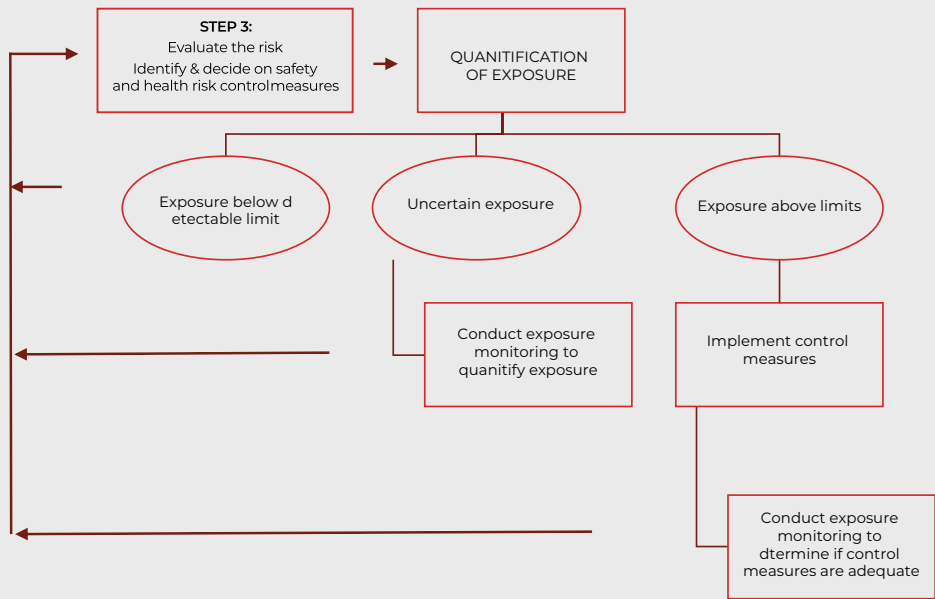 STEP 3:
Evaluate the risk
Identify & decide on safety
and health risk controlmeasures
QUANITIFICATION
OF EXPOSURE
Exposure below d
etectable limit
Uncertain exposure
Exposure above limits
Conduct exposure
monitoring to
quanitify exposure
Implement control
measures
Conduct exposure
monitoring to
dtermine if control
measures are adequate